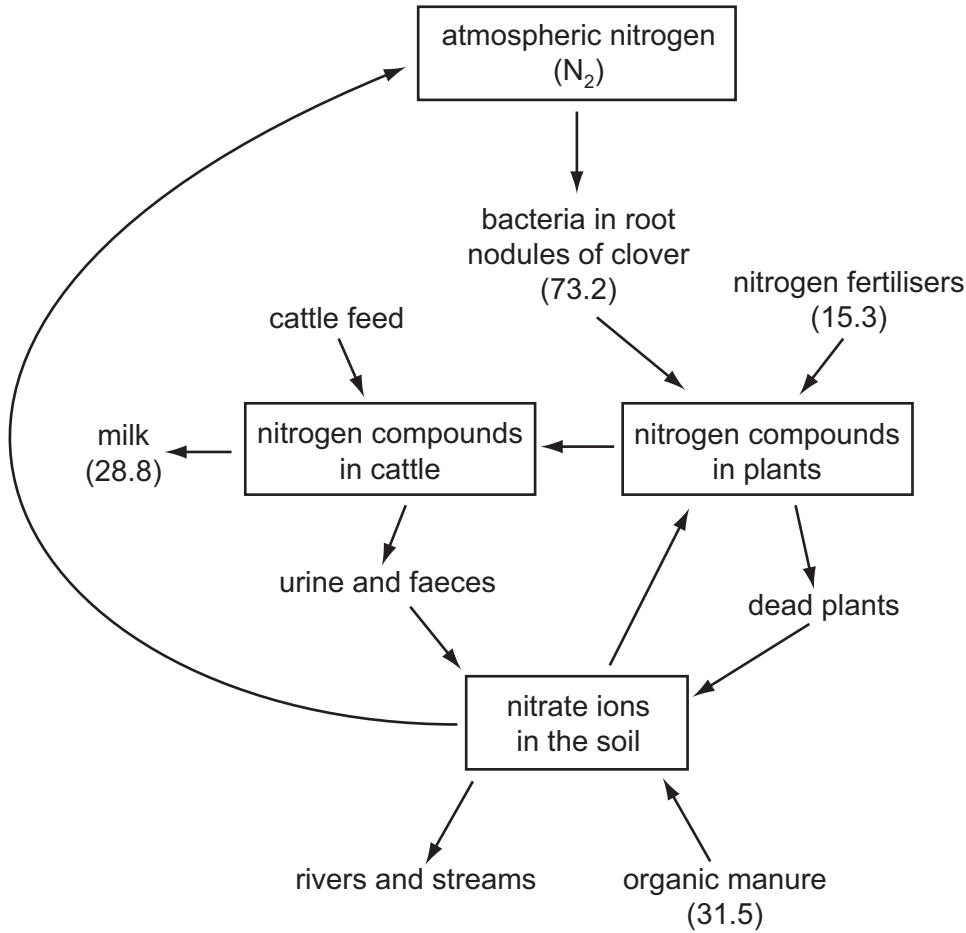 atmospheric nitrogen
(N₂)
bacteria in root
nodules of clover
(73.2)
nitrogen fertilisers
(15.3)
cattle feed
milk
(28.8)
nitrogen compounds
in cattle
nitrogen compounds
in plants
urine and faeces
dead plants
nitrate ions
in the soil
rivers and streams
organic manure
(31.5)